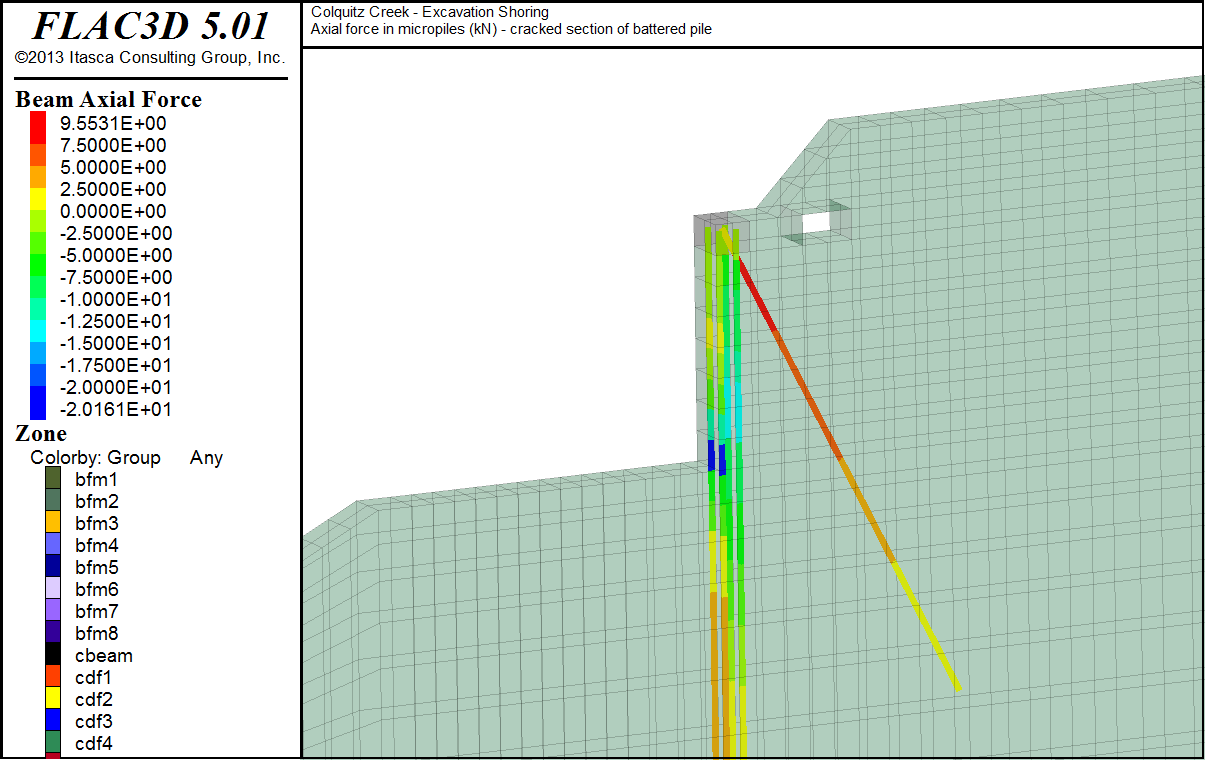 FLAC3D 5.01
©2013 Itasca Consulting Group, Inc.
Colquitz Creek - Excavation Shoring
Axial force in micropiles (kN) - cracked section of battered pile
Beam Axial Force
9.5531E+00
7.5000E+00
5.0000E+00
2.5000E+00
0.0000E+00
-2.5000E+00
-5.0000E+00
-7.5000E+00
-1.0000E+01
-1.2500E+01
-1.5000E+01
-1.7500E+01
-2.0000E+01
-2.0161E+01
Zone
Colorby: Group Any
bfm1
bfm2
bfm3
bfm4
bfm5
bfm6
bfm7
bfm8
cbeam
cdf1
cdf2
cdf3
cdf4